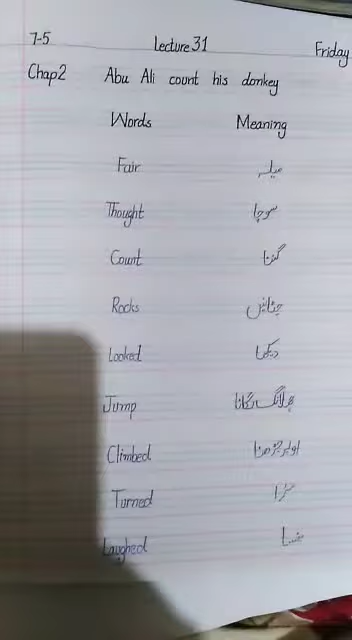 7-5 Lecture 31 Friday
Chap2 Abu Ali count his donkey
Words Meaning
Fair میلہ
Thought سوچا
Count گننا
Rocks چٹانیں
Looked دیکھا
Jump چھلانگ لگانا
Climbed اوپر چڑھنا
Turned مڑا
Laughed ہنسا